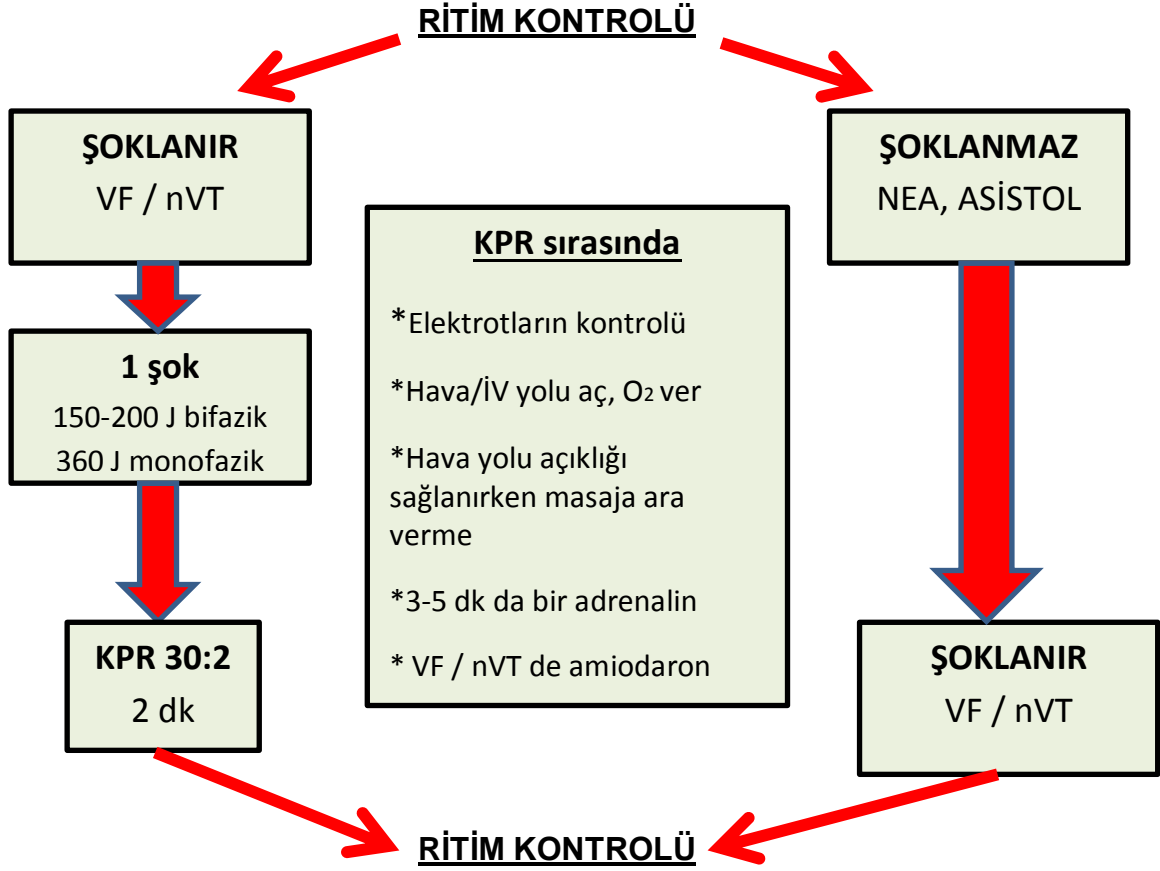 RİTİM KONTROLÜ
ŞOKLANIR
VF / nVT
1 şok
150-200 J bifazik
360 J monofazik
KPR 30:2
2 dk
KPR sırasında
*Elektrotların kontrolü
*Hava/İV yolu aç, O2 ver
*Hava yolu açıklığı
sağlanırken masaja ara
verme
*3-5 dk da bir adrenalin
* VF / nVT de amiodaron
ŞOKLANMAZ
NEA, ASİSTOL
ŞOKLANIR
VF / nVT
RİTİM KONTROLÜ